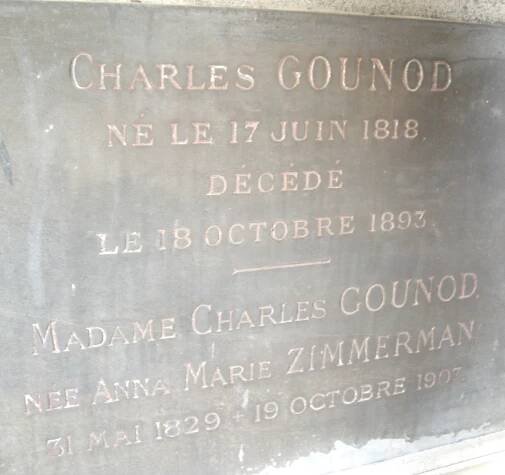 CHARLES GOUNOD
NÉ LE 17 JUIN 1818.
DÉCÉDÉ
LE 18 OCTOBRE 1893.
MADAME CHARLES GOUNOD,
NÉE ANNA MARIE ZIMMERMAN
31 MAI 1829 + 19 OCTOBRE 1907